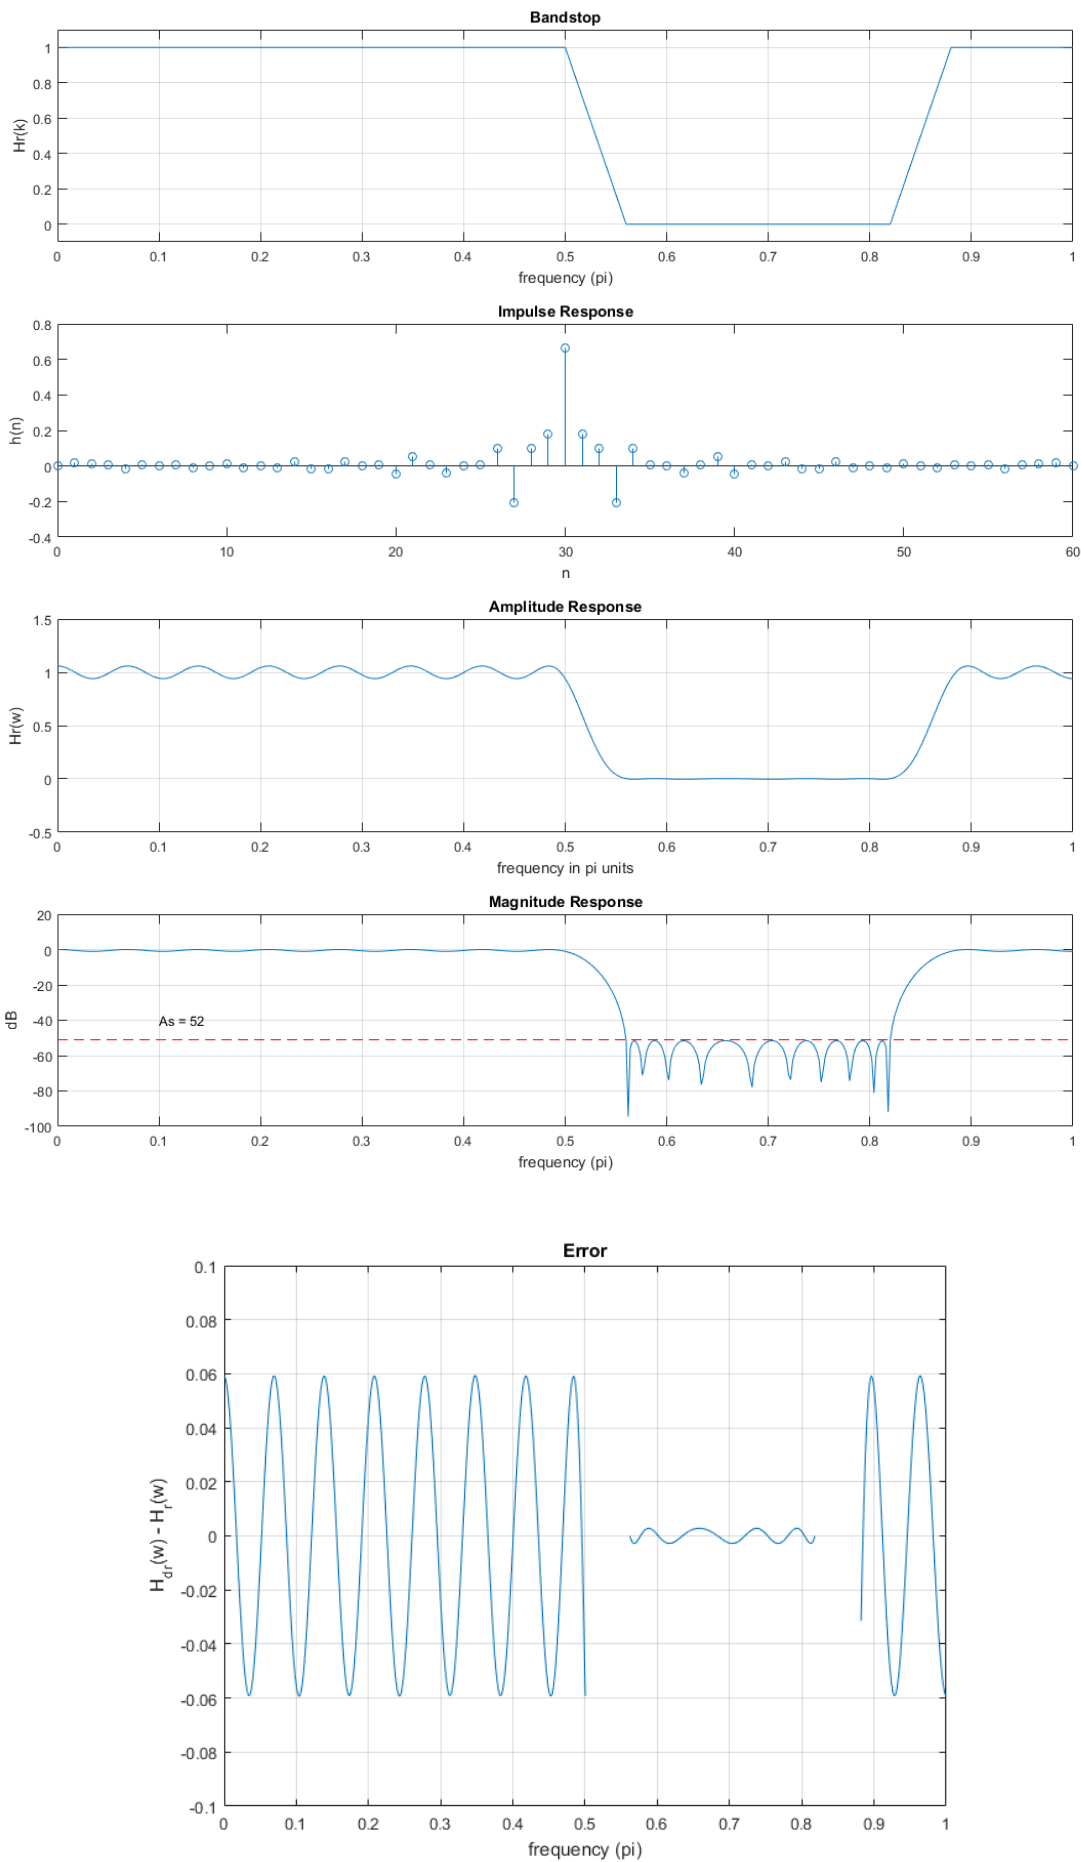 Bandstop
1
0.8
0.6
0.4
0.2
0
Hr(k)
0 0.1 0.2 0.3 0.4 0.5 0.6 0.7 0.8 0.9 1
frequency (pi)
Impulse Response
0.8
0.6
0.4
0.2
0
-0.2
-0.4
h(n)
0 10 20 30 40 50 60
n
Amplitude Response
1.5
1
0.5
0
-0.5
Hr(w)
0 0.1 0.2 0.3 0.4 0.5 0.6 0.7 0.8 0.9 1
frequency in pi units
Magnitude Response
20
0
-20
-40
-60
-80
-100
dB
As = 52
0 0.1 0.2 0.3 0.4 0.5 0.6 0.7 0.8 0.9 1
frequency (pi)
Error
0.1
0.08
0.06
0.04
0.02
0
-0.02
-0.04
-0.06
-0.08
-0.1
H_dr(w) - H_r(w)
0 0.1 0.2 0.3 0.4 0.5 0.6 0.7 0.8 0.9 1
frequency (pi)